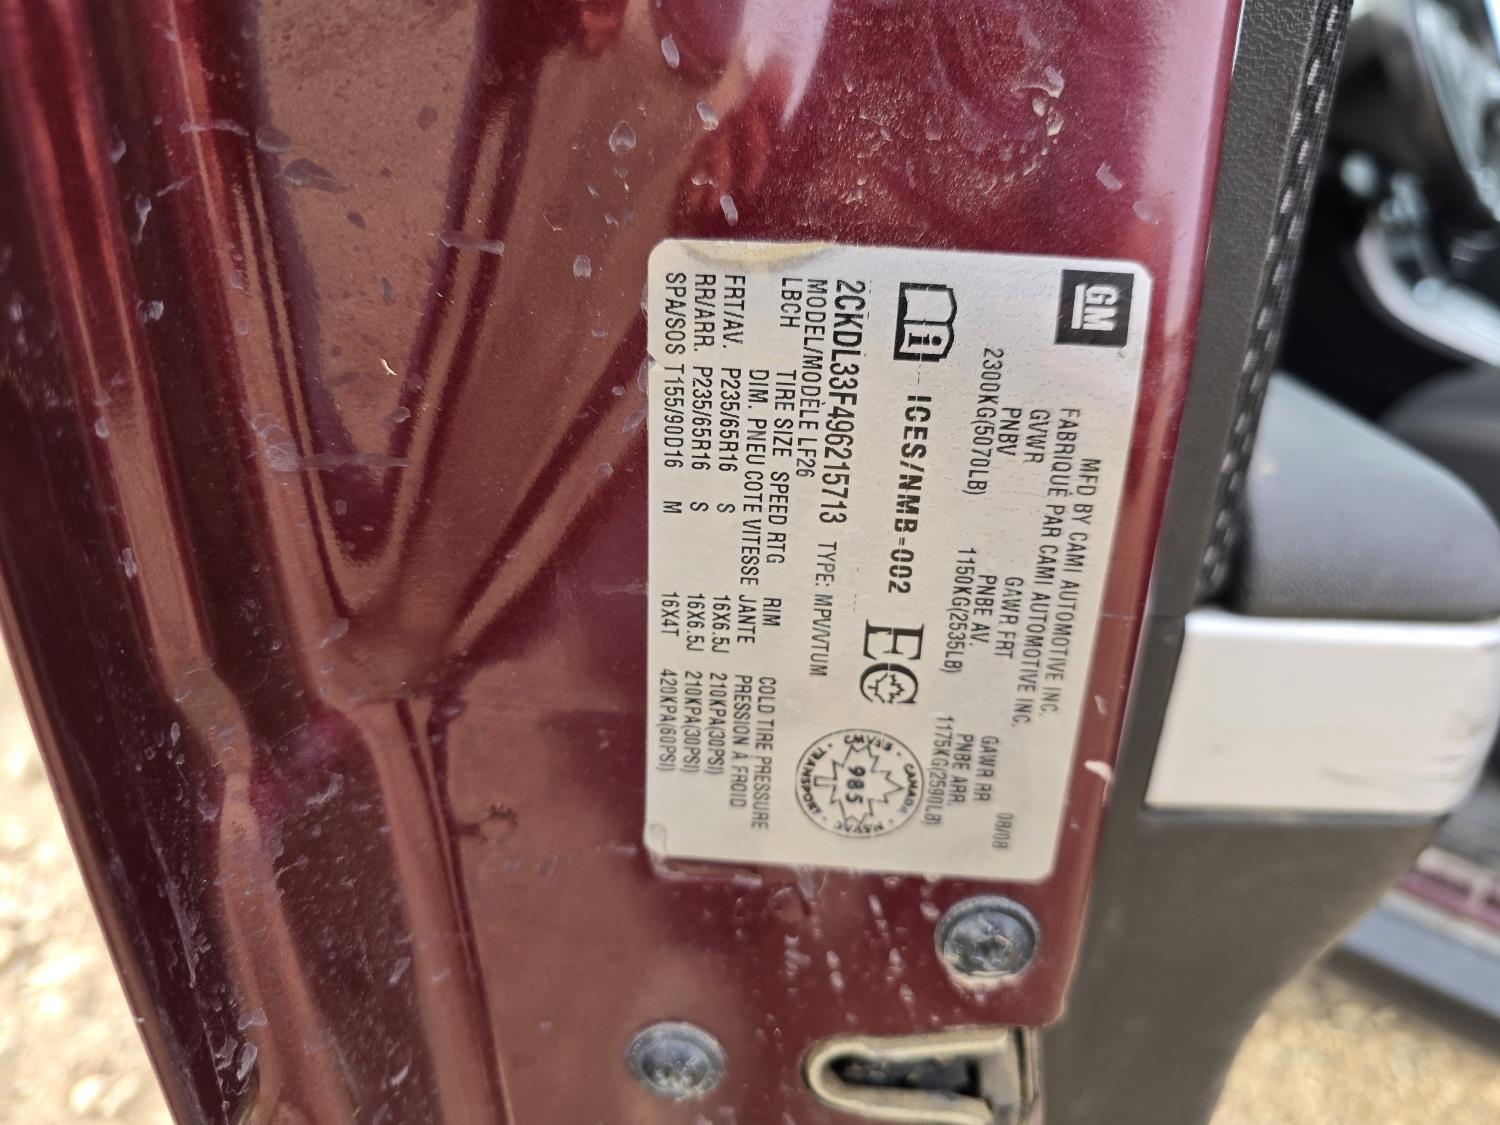 GM
MFD BY CAMI AUTOMOTIVE INC.
FABRIQUÉ PAR CAMI AUTOMOTIVE INC. 08/08
GVWR GAWR FRT GAWR RR
PNBV PNBE AV. PNBE ARR.
2300KG(5070LB) 1150KG(2535LB) 1175KG(2590LB)
i ICES/NMB-002 EC
CANADA TRANSPORT NSVAC NSVAC 985
2CKDL33F496215713 TYPE: MPV/VTUM
MODEL/MODÈLE LF26
LBCH TIRE SIZE SPEED RTG RIM COLD TIRE PRESSURE
DIM. PNEU COTE VITESSE JANTE PRESSION À FROID
FRT/AV. P235/65R16 S 16X6.5J 210KPA(30PSI)
RR/ARR. P235/65R16 S 16X6.5J 210KPA(30PSI)
SPA/SOS T155/90D16 M 16X4T 420KPA(60PSI)